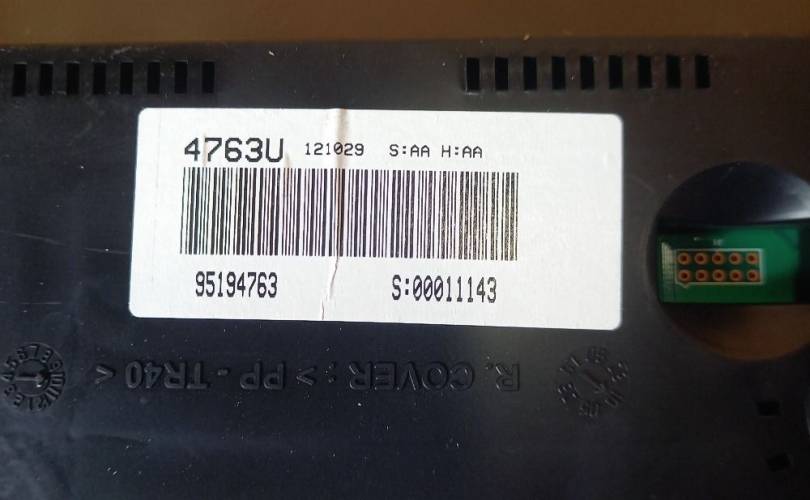 4763U 121029 S:AA H:AA
95194763 S:00011143
R. COVER : > PP - TR40 <